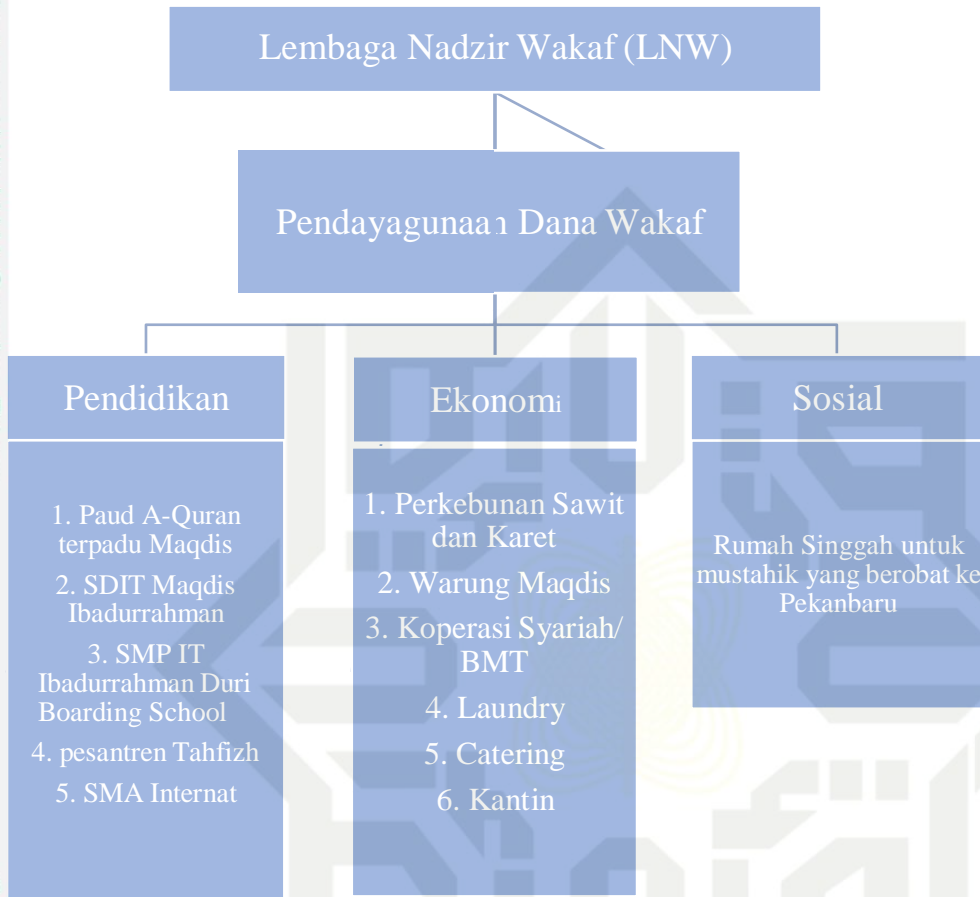 Lembaga Nadzir Wakaf (LNW)
Pendayagunaan Dana Wakaf
Pendidikan
1. Paud A-Quran
terpadu Maqdis
2. SDIT Maqdis
Ibadurrahman
3. SMP IT
Ibadurrahman Duri
Boarding School
4. pesantren Tahfizh
5. SMA Internat
Ekonomi
1. Perkebunan Sawit
dan Karet
2. Warung Maqdis
3. Koperasi Syariah/
BMT
4. Laundry
5. Catering
6. Kantin
Sosial
Rumah Singgah untuk
mustahik yang berobat ke
Pekanbaru